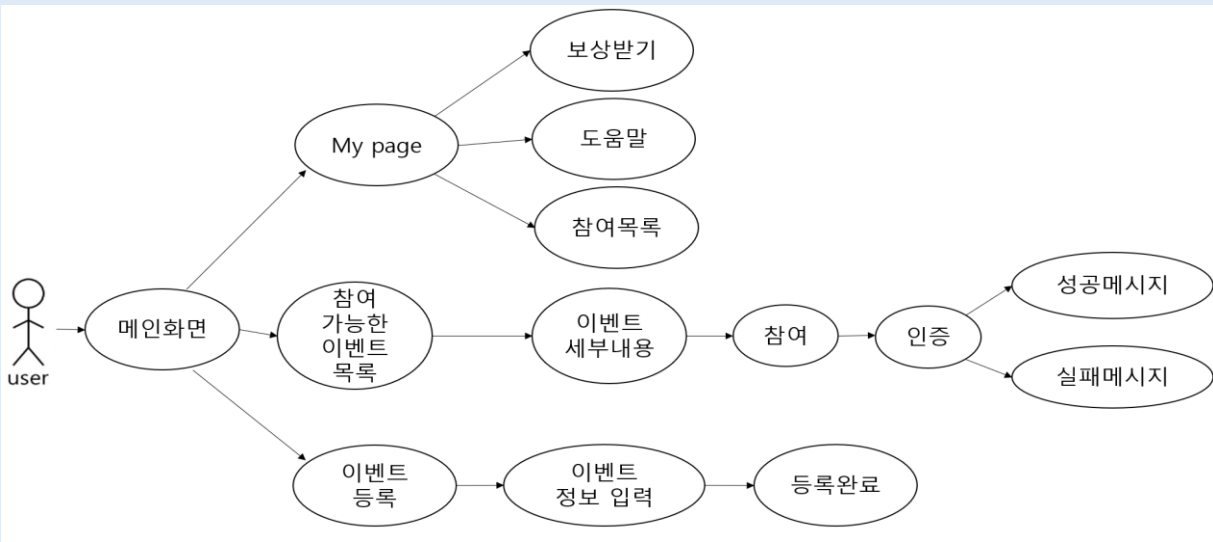 보상받기
My page
도움말
참여목록
user
메인화면
참여
가능한
이벤트
목록
이벤트
세부내용
참여
인증
성공메시지
실패메시지
이벤트
등록
이벤트
정보 입력
등록완료